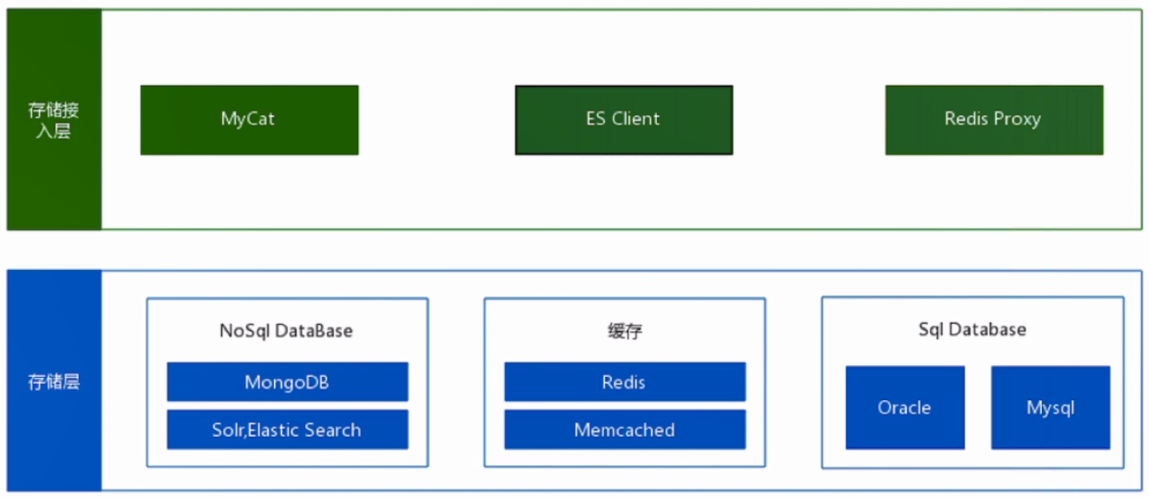 存储接
入层
MyCat
ES Client
Redis Proxy
存储层
NoSql DataBase
MongoDB
Solr,Elastic Search
缓存
Redis
Memcached
Sql Database
Oracle
Mysql